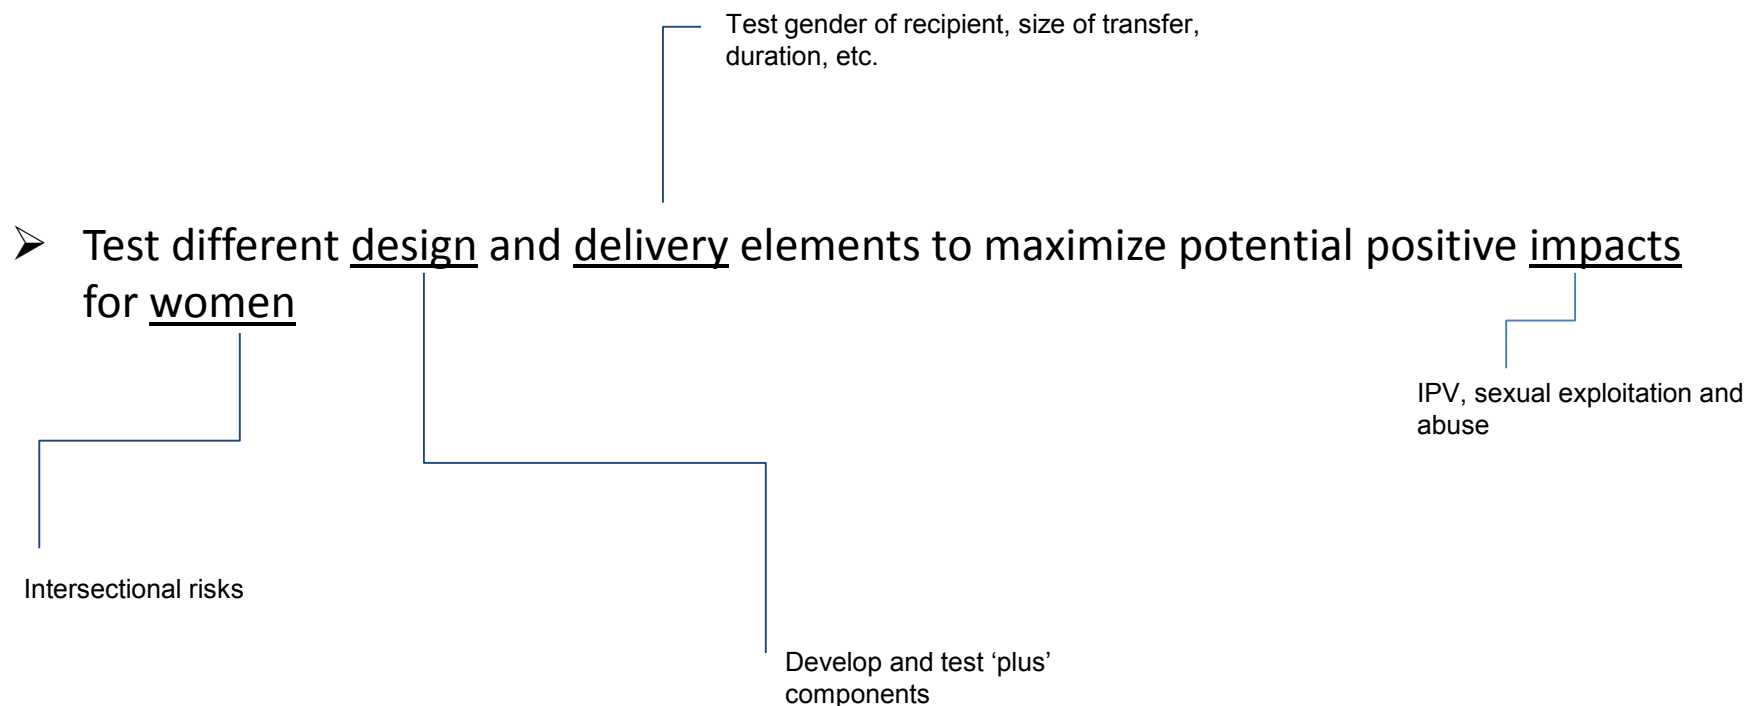 Test gender of recipient, size of transfer,
duration, etc.
➢ Test different design and delivery elements to maximize potential positive impacts
for women
IPV, sexual exploitation and
abuse
Intersectional risks
Develop and test ‘plus’
components